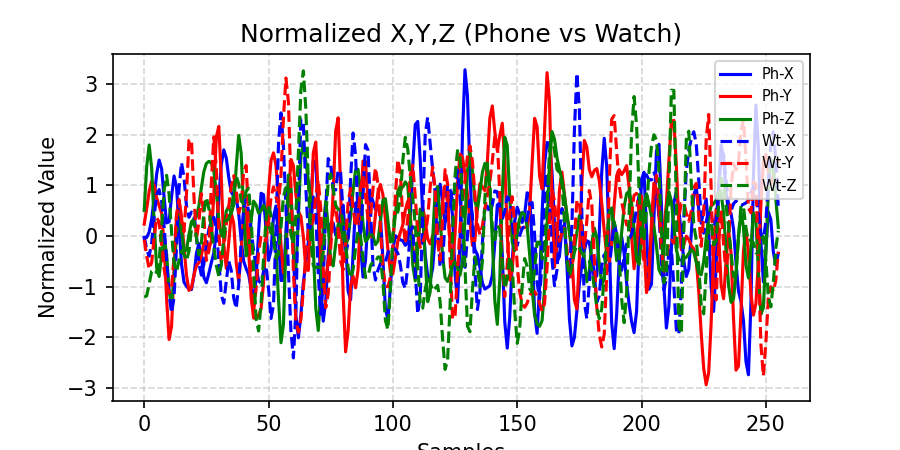 Normalized X,Y,Z (Phone vs Watch)
Normalized Value
3
2
1
0
−1
−2
−3
0 50 100 150 200 250
Samples
Ph-X
Ph-Y
Ph-Z
Wt-X
Wt-Y
Wt-Z